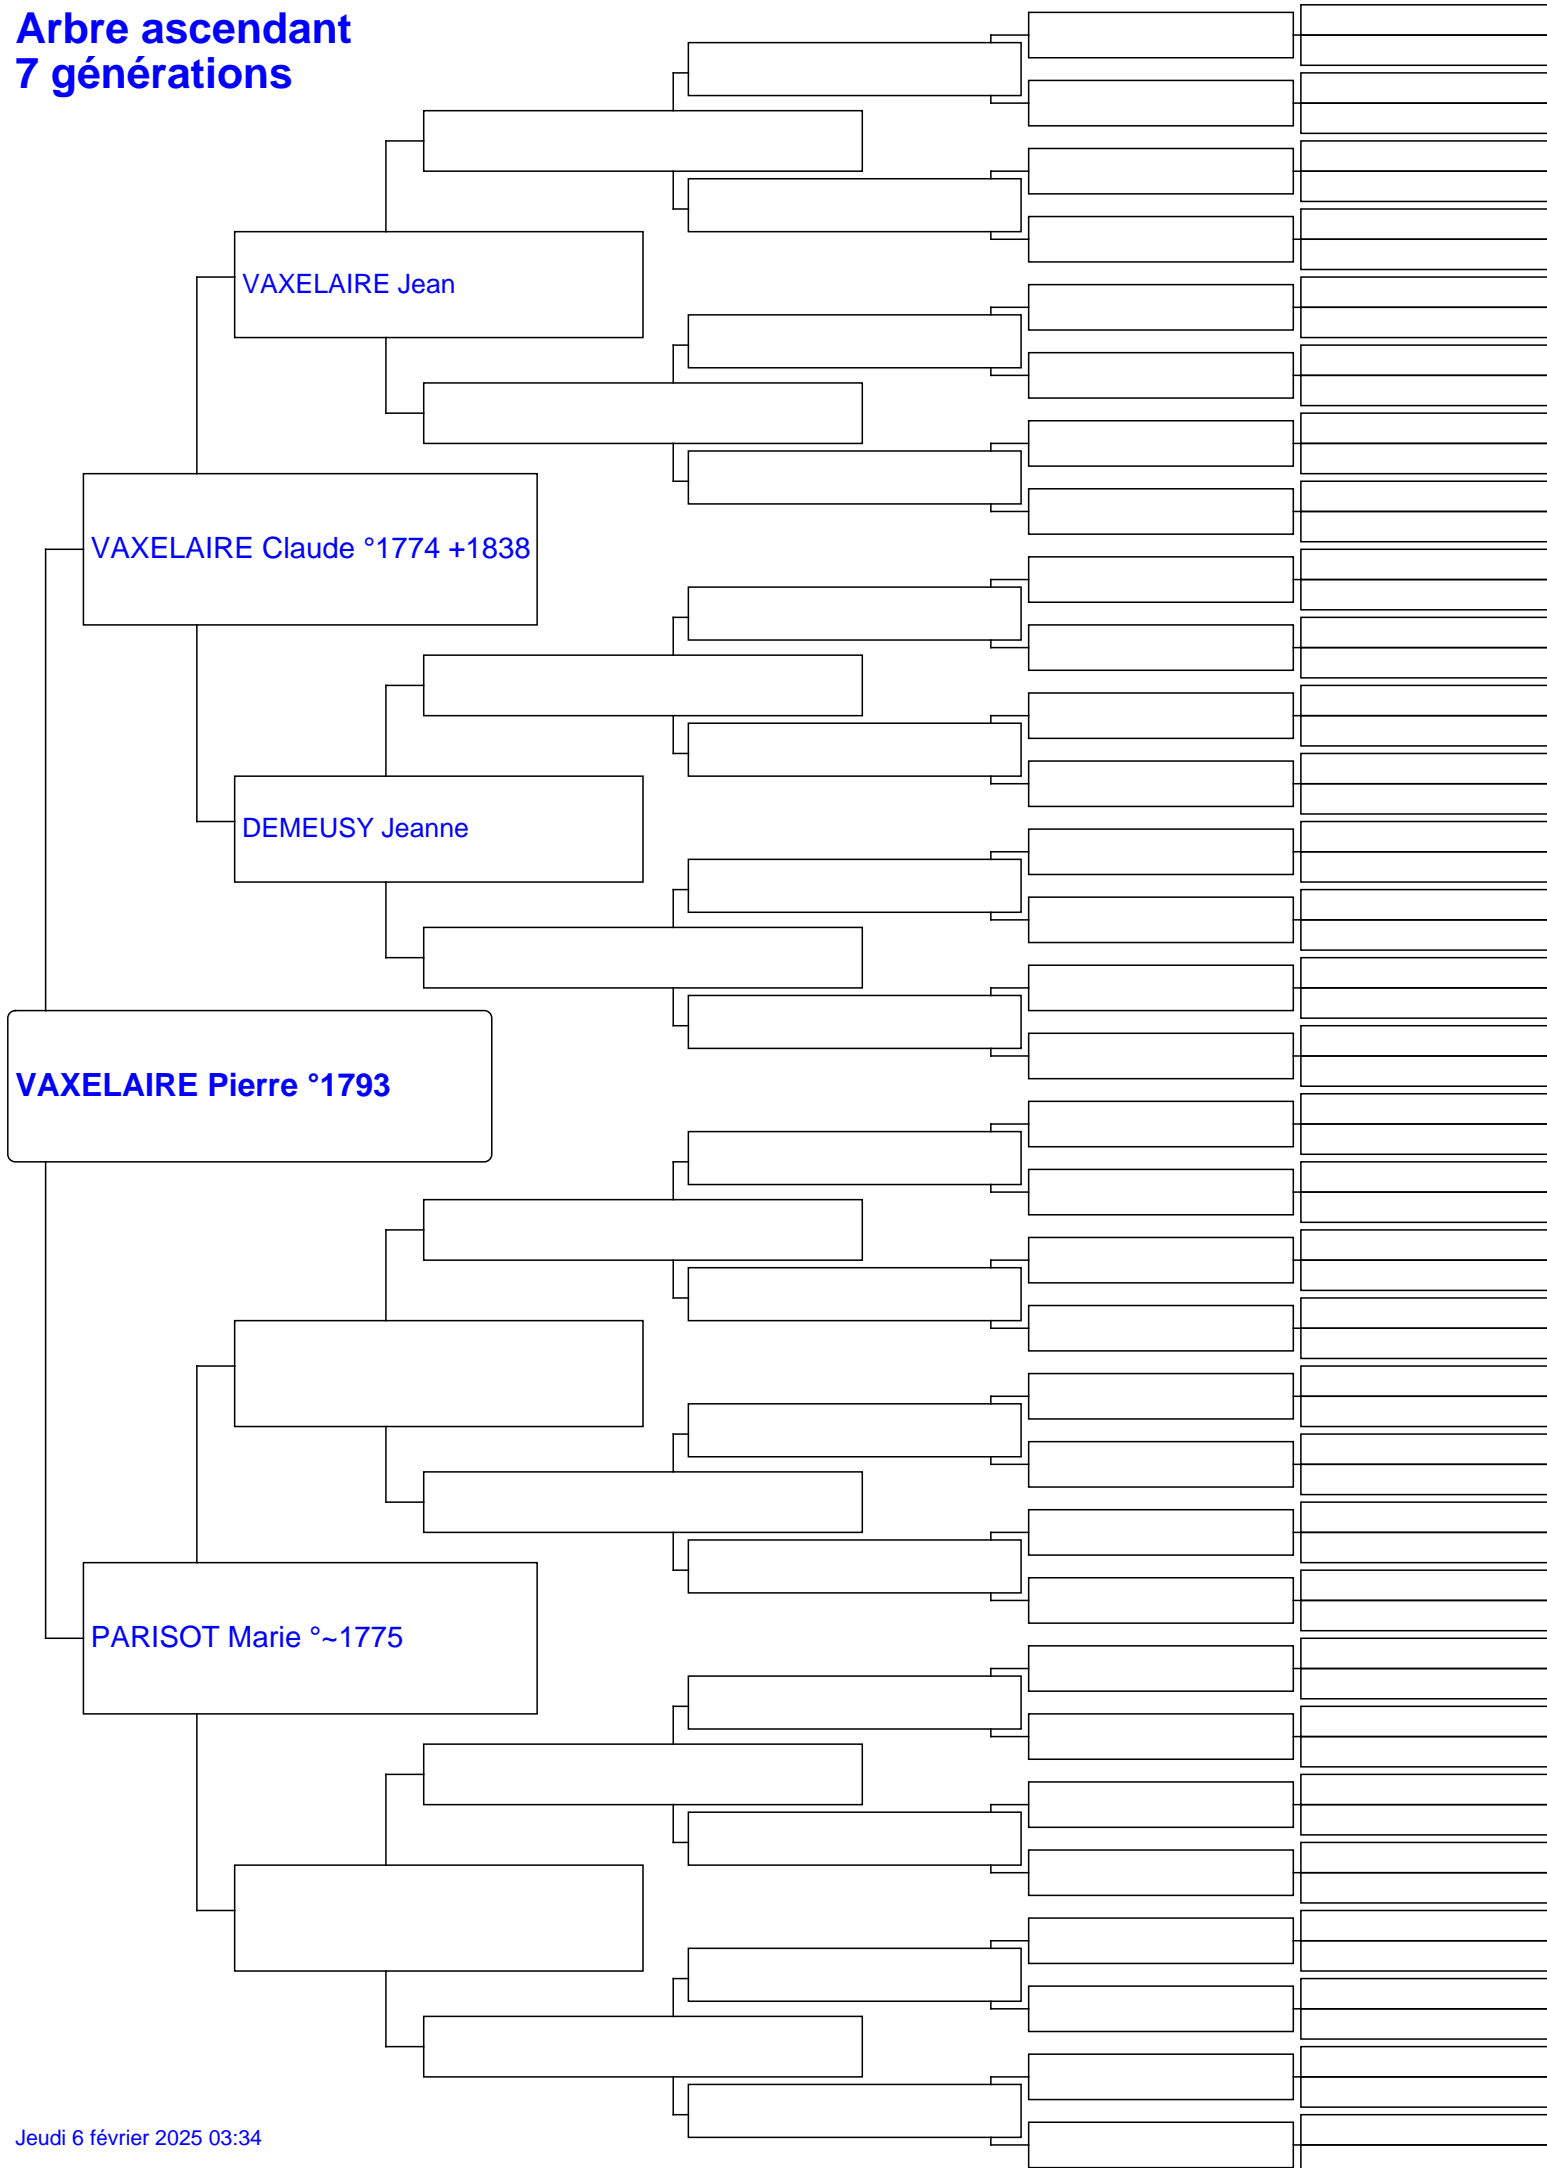 Arbre ascendant
7 générations
VAXELAIRE Jean
VAXELAIRE Claude °1774 +1838
DEMEUSY Jeanne
VAXELAIRE Pierre °1793
PARISOT Marie °~1775
Jeudi 6 février 2025 03:34